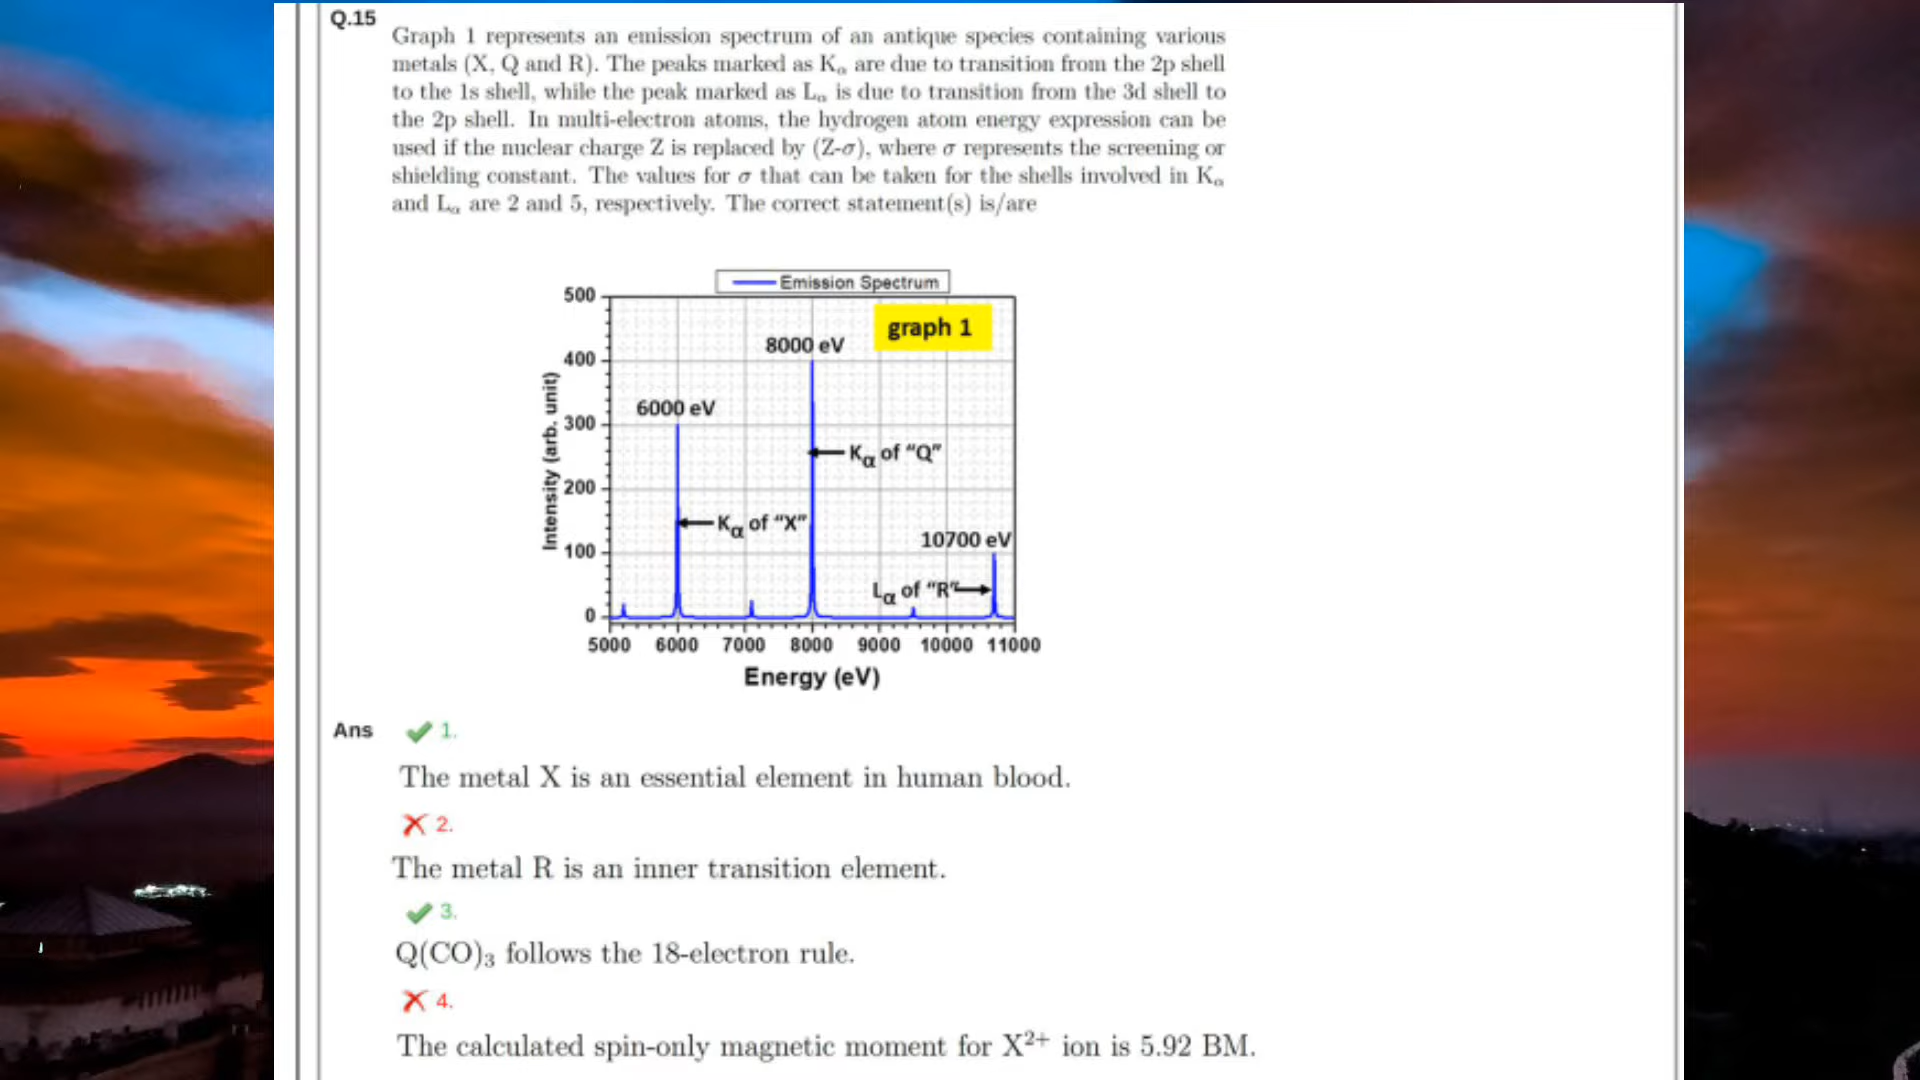 Q.15
Graph 1 represents an emission spectrum of an antique species containing various
metals (X, Q and R). The peaks marked as Kα are due to transition from the 2p shell
to the 1s shell, while the peak marked as Lα is due to transition from the 3d shell to
the 2p shell. In multi-electron atoms, the hydrogen atom energy expression can be
used if the nuclear charge Z is replaced by (Z-σ), where σ represents the screening or
shielding constant. The values for σ that can be taken for the shells involved in Kα
and Lα are 2 and 5, respectively. The correct statement(s) is/are
Emission Spectrum
graph 1
500
400
300
200
100
0
Intensity (arb. unit)
8000 eV
6000 eV
Kα of "Q"
Kα of "X"
10700 eV
Lα of "R"
5000 6000 7000 8000 9000 10000 11000
Energy (eV)
Ans
1.
The metal X is an essential element in human blood.
2.
The metal R is an inner transition element.
3.
Q(CO)₃ follows the 18-electron rule.
4.
The calculated spin-only magnetic moment for X²⁺ ion is 5.92 BM.